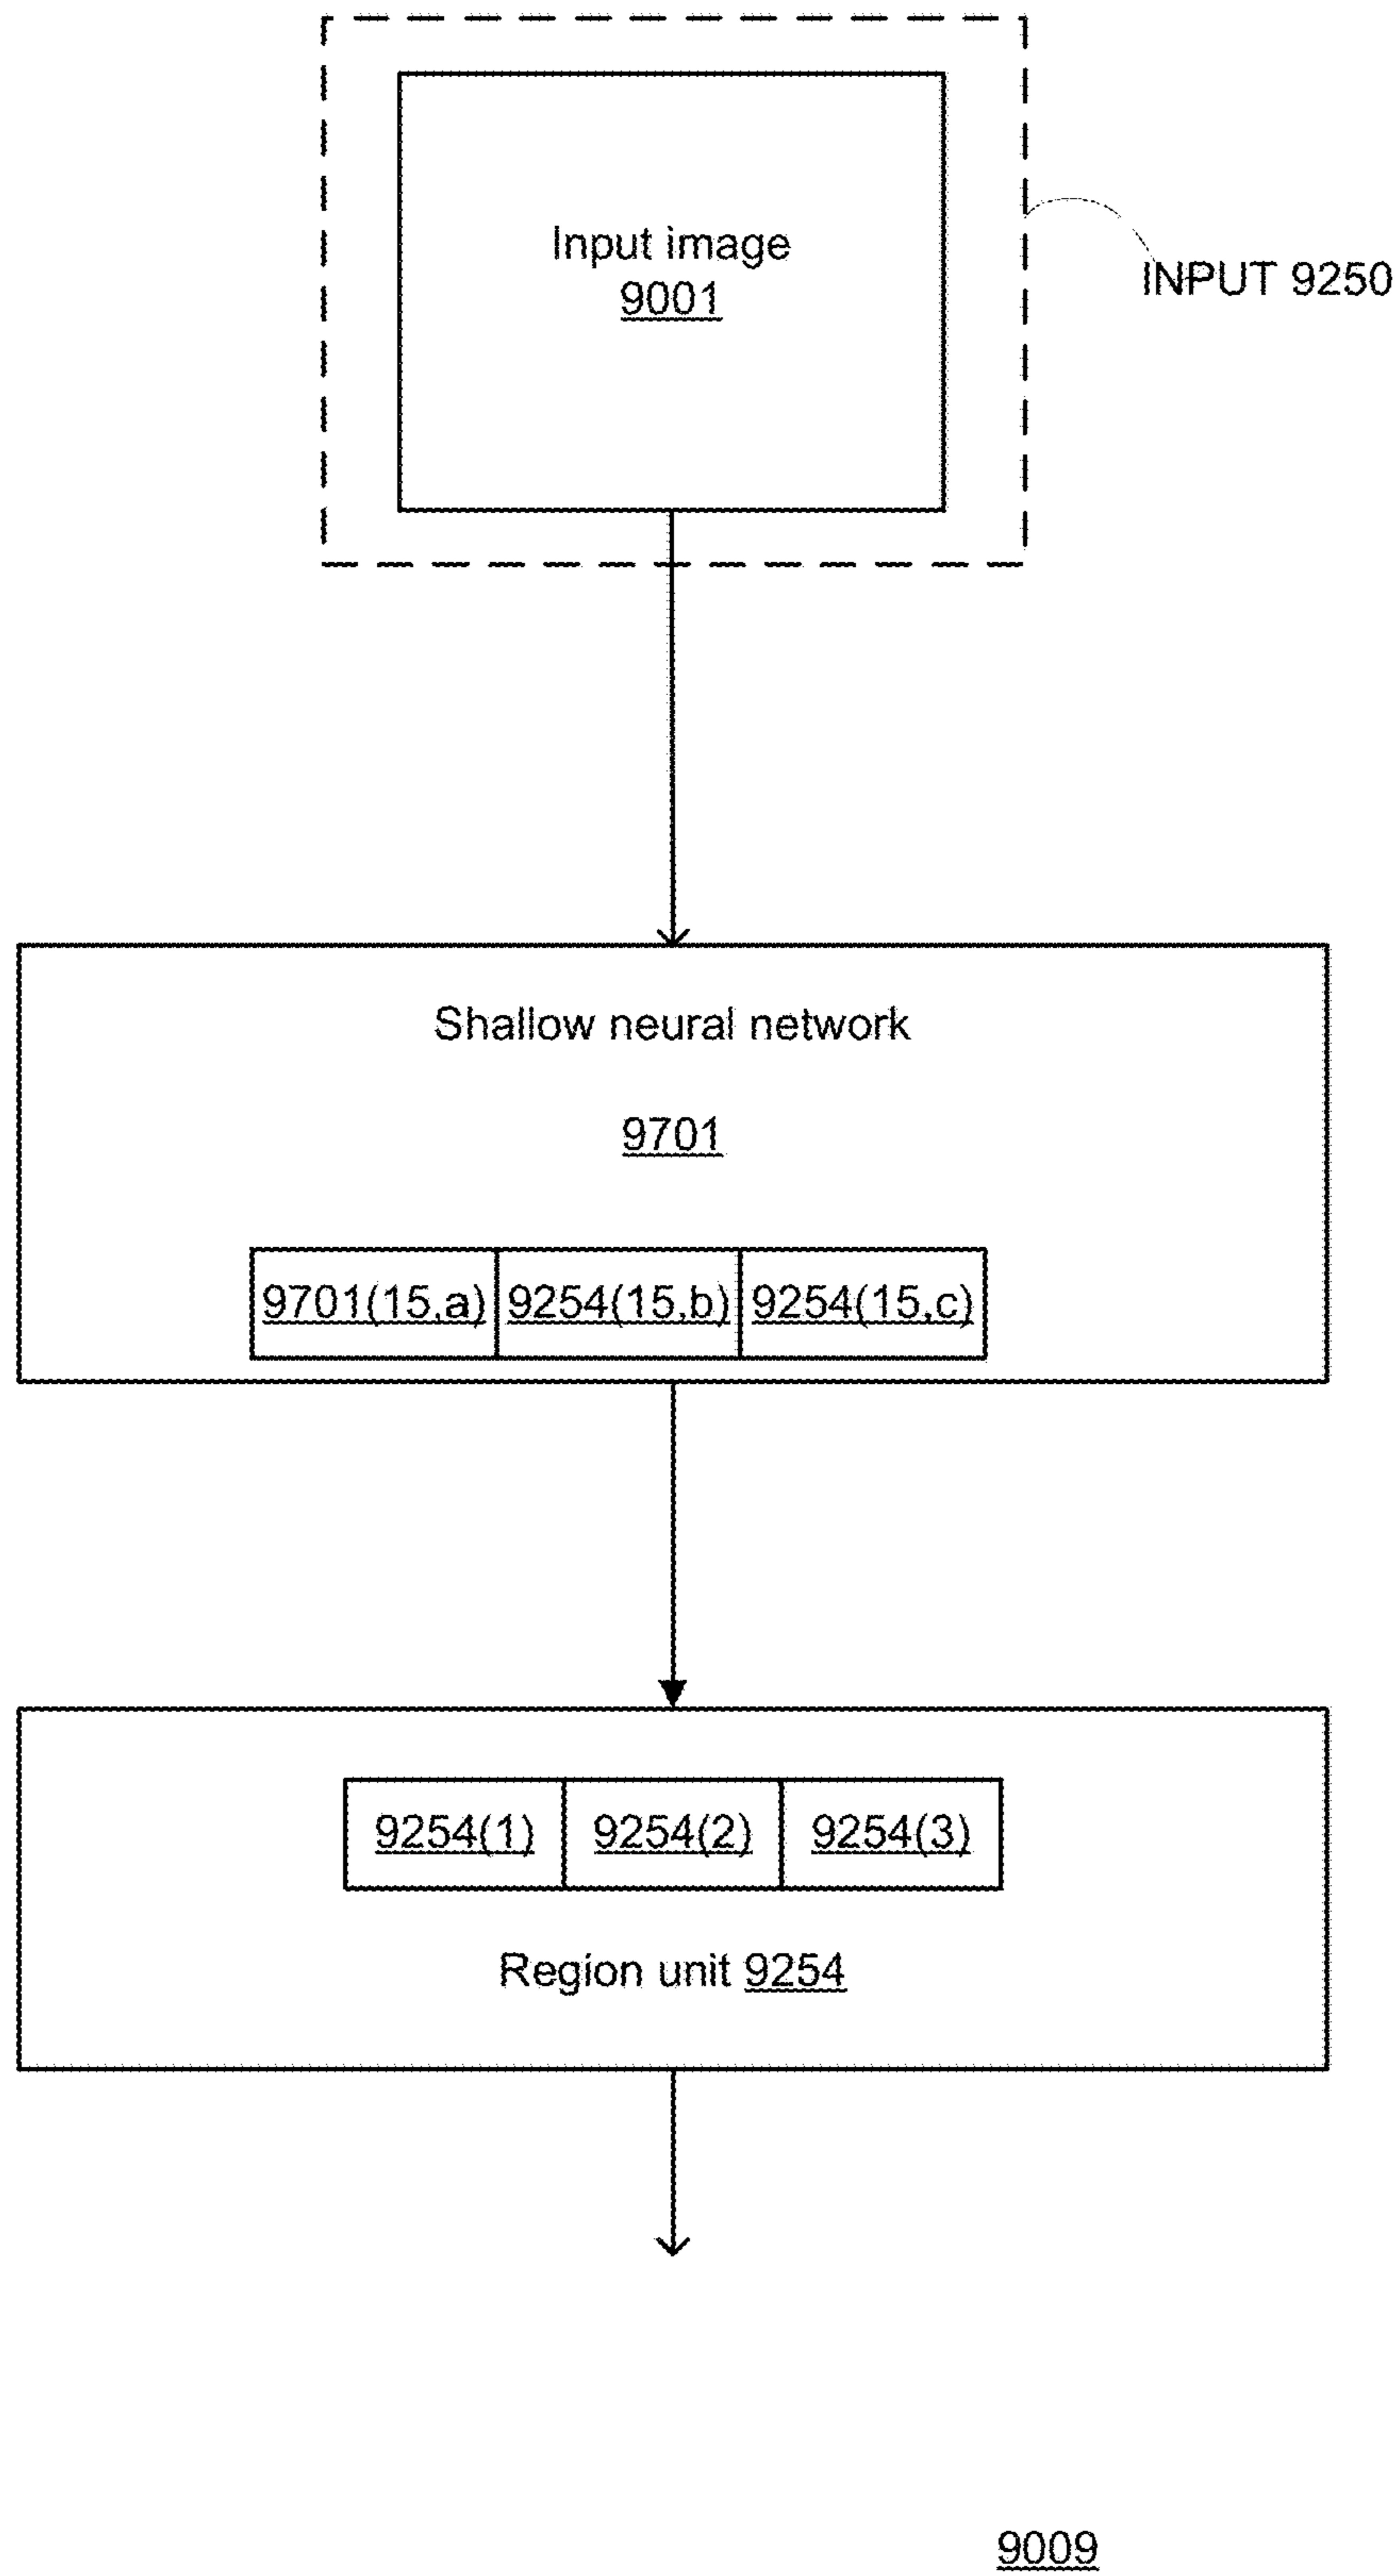 Input image
9001
INPUT 9250
Shallow neural network
9701
9701(15,a) 9254(15,b) 9254(15,c)
9254(1) 9254(2) 9254(3)
Region unit 9254
9009